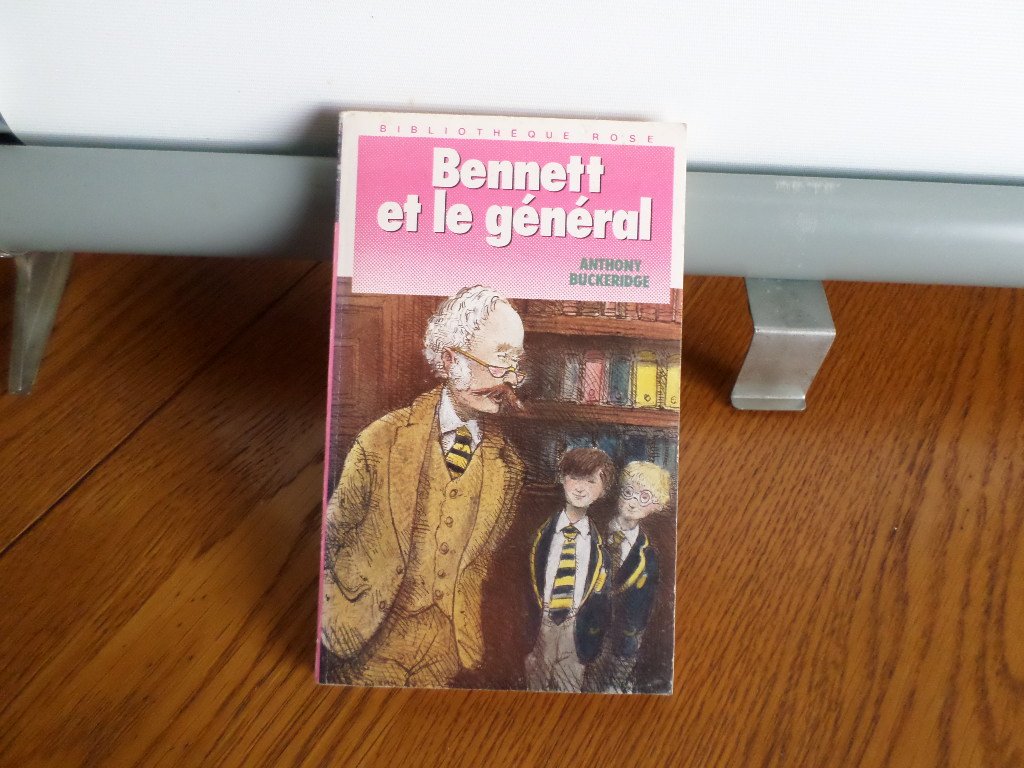 BIBLIOTHÈQUE ROSE
Bennett
et le général
ANTHONY
BUCKERIDGE